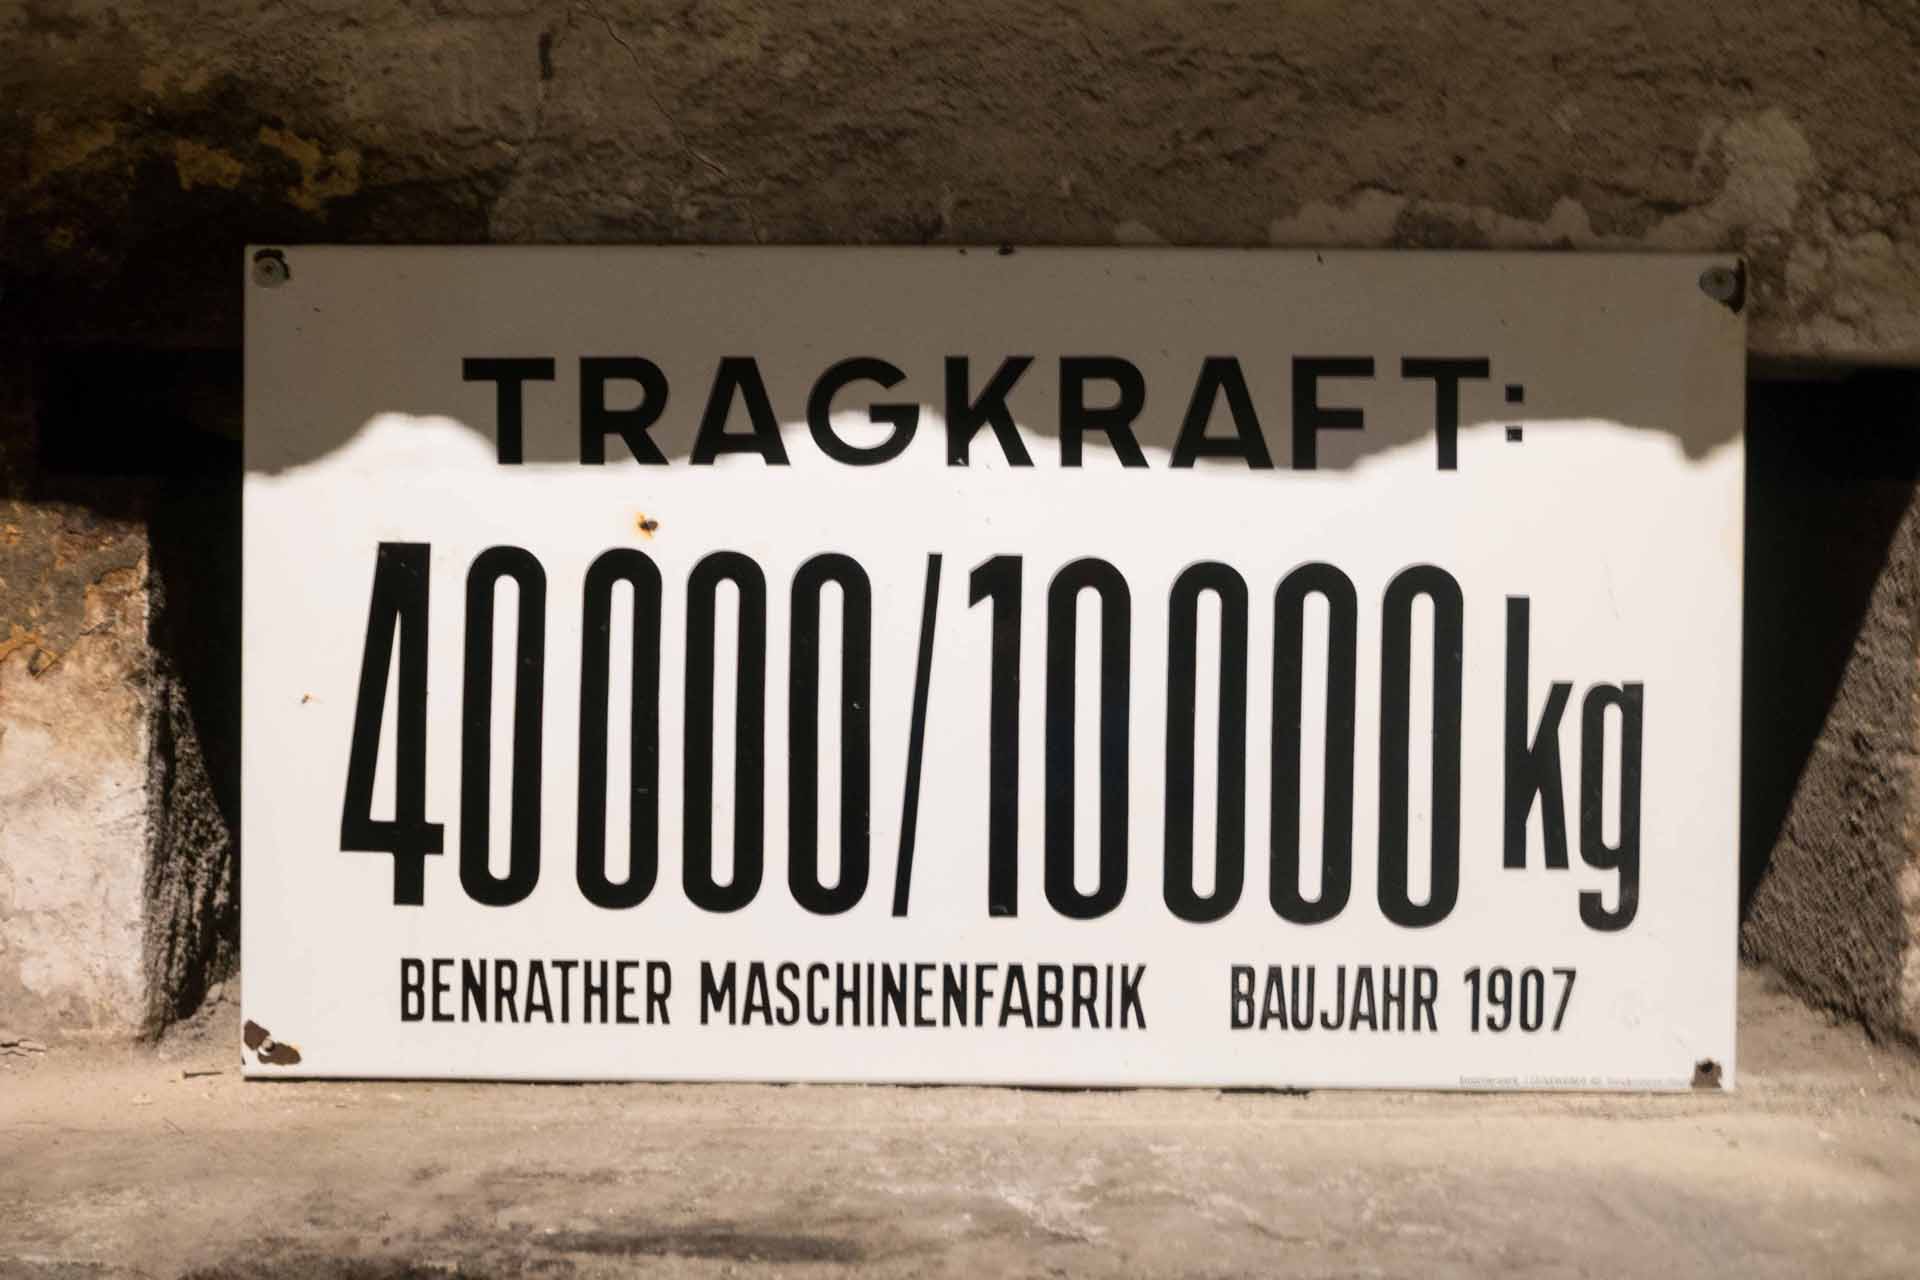 TRAGKRAFT:
40000/10000 kg
BENRATHER MASCHINENFABRIK BAUJAHR 1907